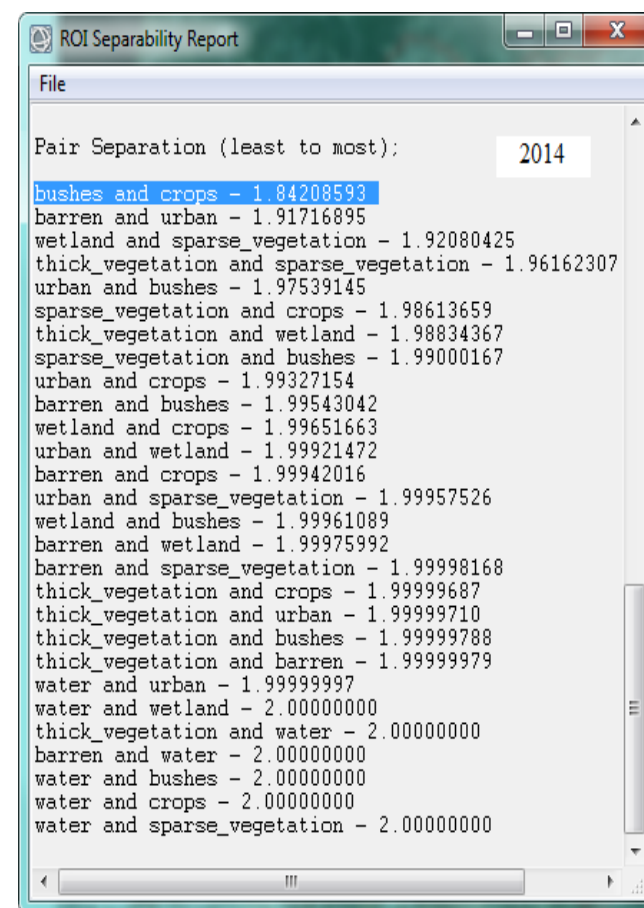 ROI Separability Report
File
Pair Separation (least to most);
2014
bushes and crops - 1.84208593
barren and urban - 1.91716895
wetland and sparse_vegetation - 1.92080425
thick_vegetation and sparse_vegetation - 1.96162307
urban and bushes - 1.97539145
sparse_vegetation and crops - 1.98613659
thick_vegetation and wetland - 1.98834367
sparse_vegetation and bushes - 1.99000167
urban and crops - 1.99327154
barren and bushes - 1.99543042
wetland and crops - 1.99651663
urban and wetland - 1.99921472
barren and crops - 1.99942016
urban and sparse_vegetation - 1.99957526
wetland and bushes - 1.99961089
barren and wetland - 1.99975992
barren and sparse_vegetation - 1.99998168
thick_vegetation and crops - 1.99999687
thick_vegetation and urban - 1.99999710
thick_vegetation and bushes - 1.99999788
thick_vegetation and barren - 1.99999979
water and urban - 1.99999997
water and wetland - 2.00000000
thick_vegetation and water - 2.00000000
barren and water - 2.00000000
water and bushes - 2.00000000
water and crops - 2.00000000
water and sparse_vegetation - 2.00000000